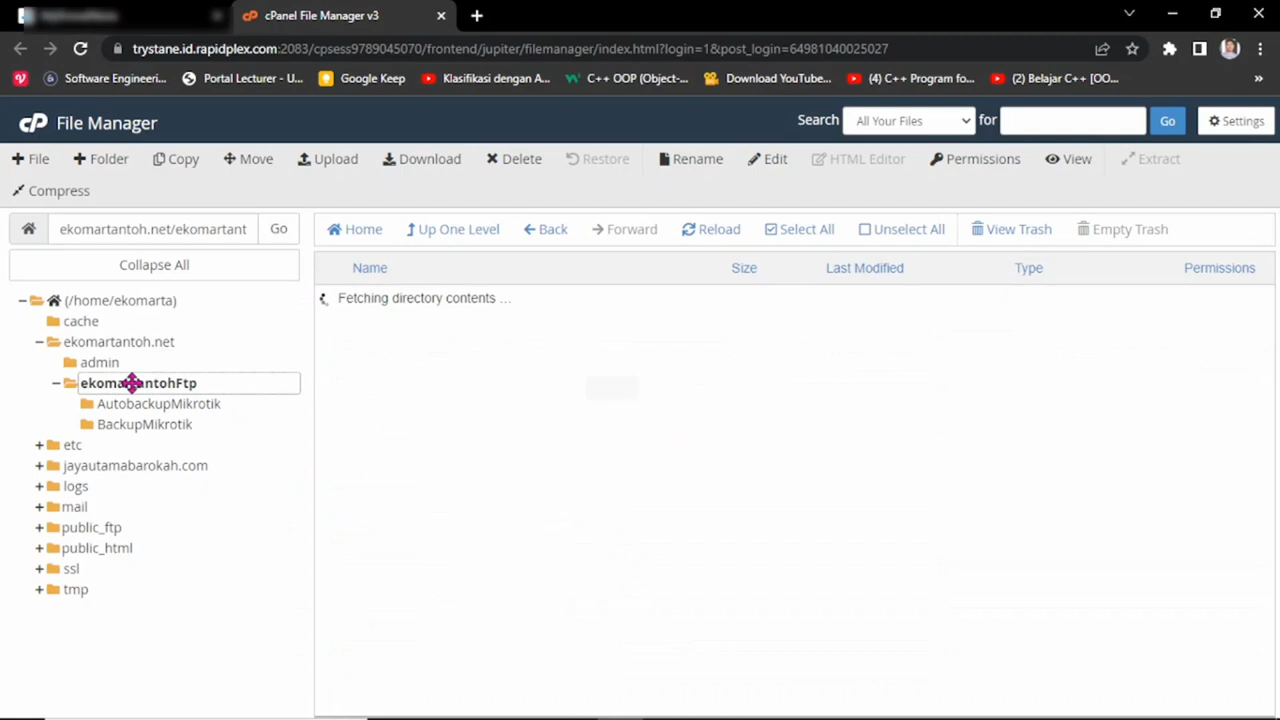 cPanel File Manager v3
trystane.id.rapidplex.com:2083/cpsess9789045070/frontend/jupiter/filemanager/index.html?login=1&post_login=64981040025027
Software Engineeri... Portal Lecturer - U... Google Keep Klasifikasi dengan A... C++ OOP (Object-... Download YouTube... (4) C++ Program fo... (2) Belajar C++ [OO... »
cP File Manager Search All Your Files for Go Settings
File Folder Copy Move Upload Download Delete Restore Rename Edit HTML Editor Permissions View Extract
Compress
ekomartantoh.net/ekomartant Go Home Up One Level Back Forward Reload Select All Unselect All View Trash Empty Trash
Collapse All
Name Size Last Modified Type Permissions
Fetching directory contents ...
(/home/ekomarta)
cache
ekomartantoh.net
admin
ekomartantohFtp
AutobackupMikrotik
BackupMikrotik
etc
jayautamabarokah.com
logs
mail
public_ftp
public_html
ssl
tmp